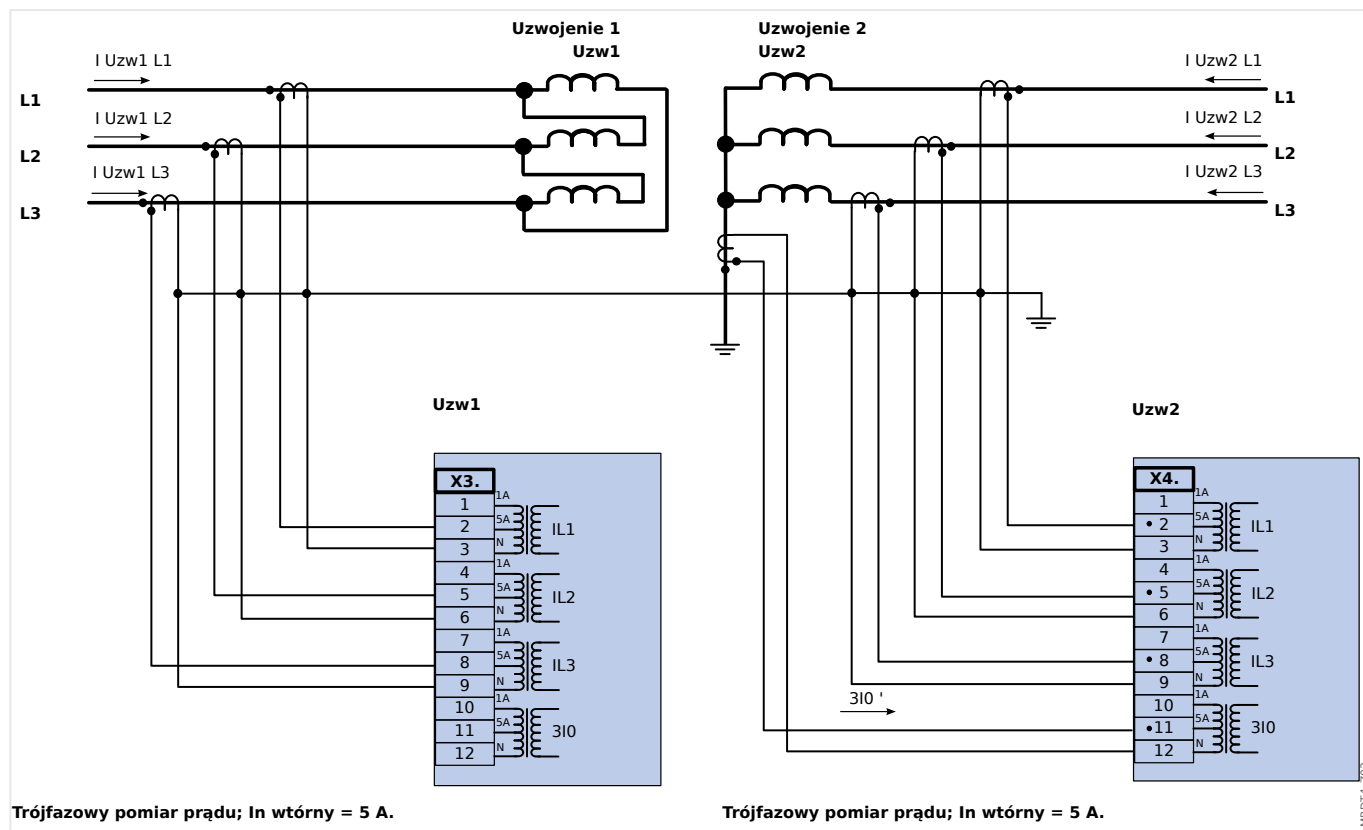 Uzwojenie 1
Uzw1
Uzwojenie 2
Uzw2
I Uzw1 L1
L1
I Uzw1 L2
L2
I Uzw1 L3
L3
I Uzw2 L1
L1
I Uzw2 L2
L2
I Uzw2 L3
L3
Uzw1
X3.
1
1A
2
5A
IL1
3
N
4
1A
5
5A
IL2
6
N
7
1A
8
5A
IL3
9
N
10
1A
11
5A
3I0
12
N
Uzw2
X4.
1
1A
2
5A
IL1
3
N
4
1A
5
5A
IL2
6
N
7
1A
8
5A
IL3
9
N
3I0 '
10
1A
11
5A
3I0
12
N
Trójfazowy pomiar prądu; In wtórny = 5 A.
Trójfazowy pomiar prądu; In wtórny = 5 A.